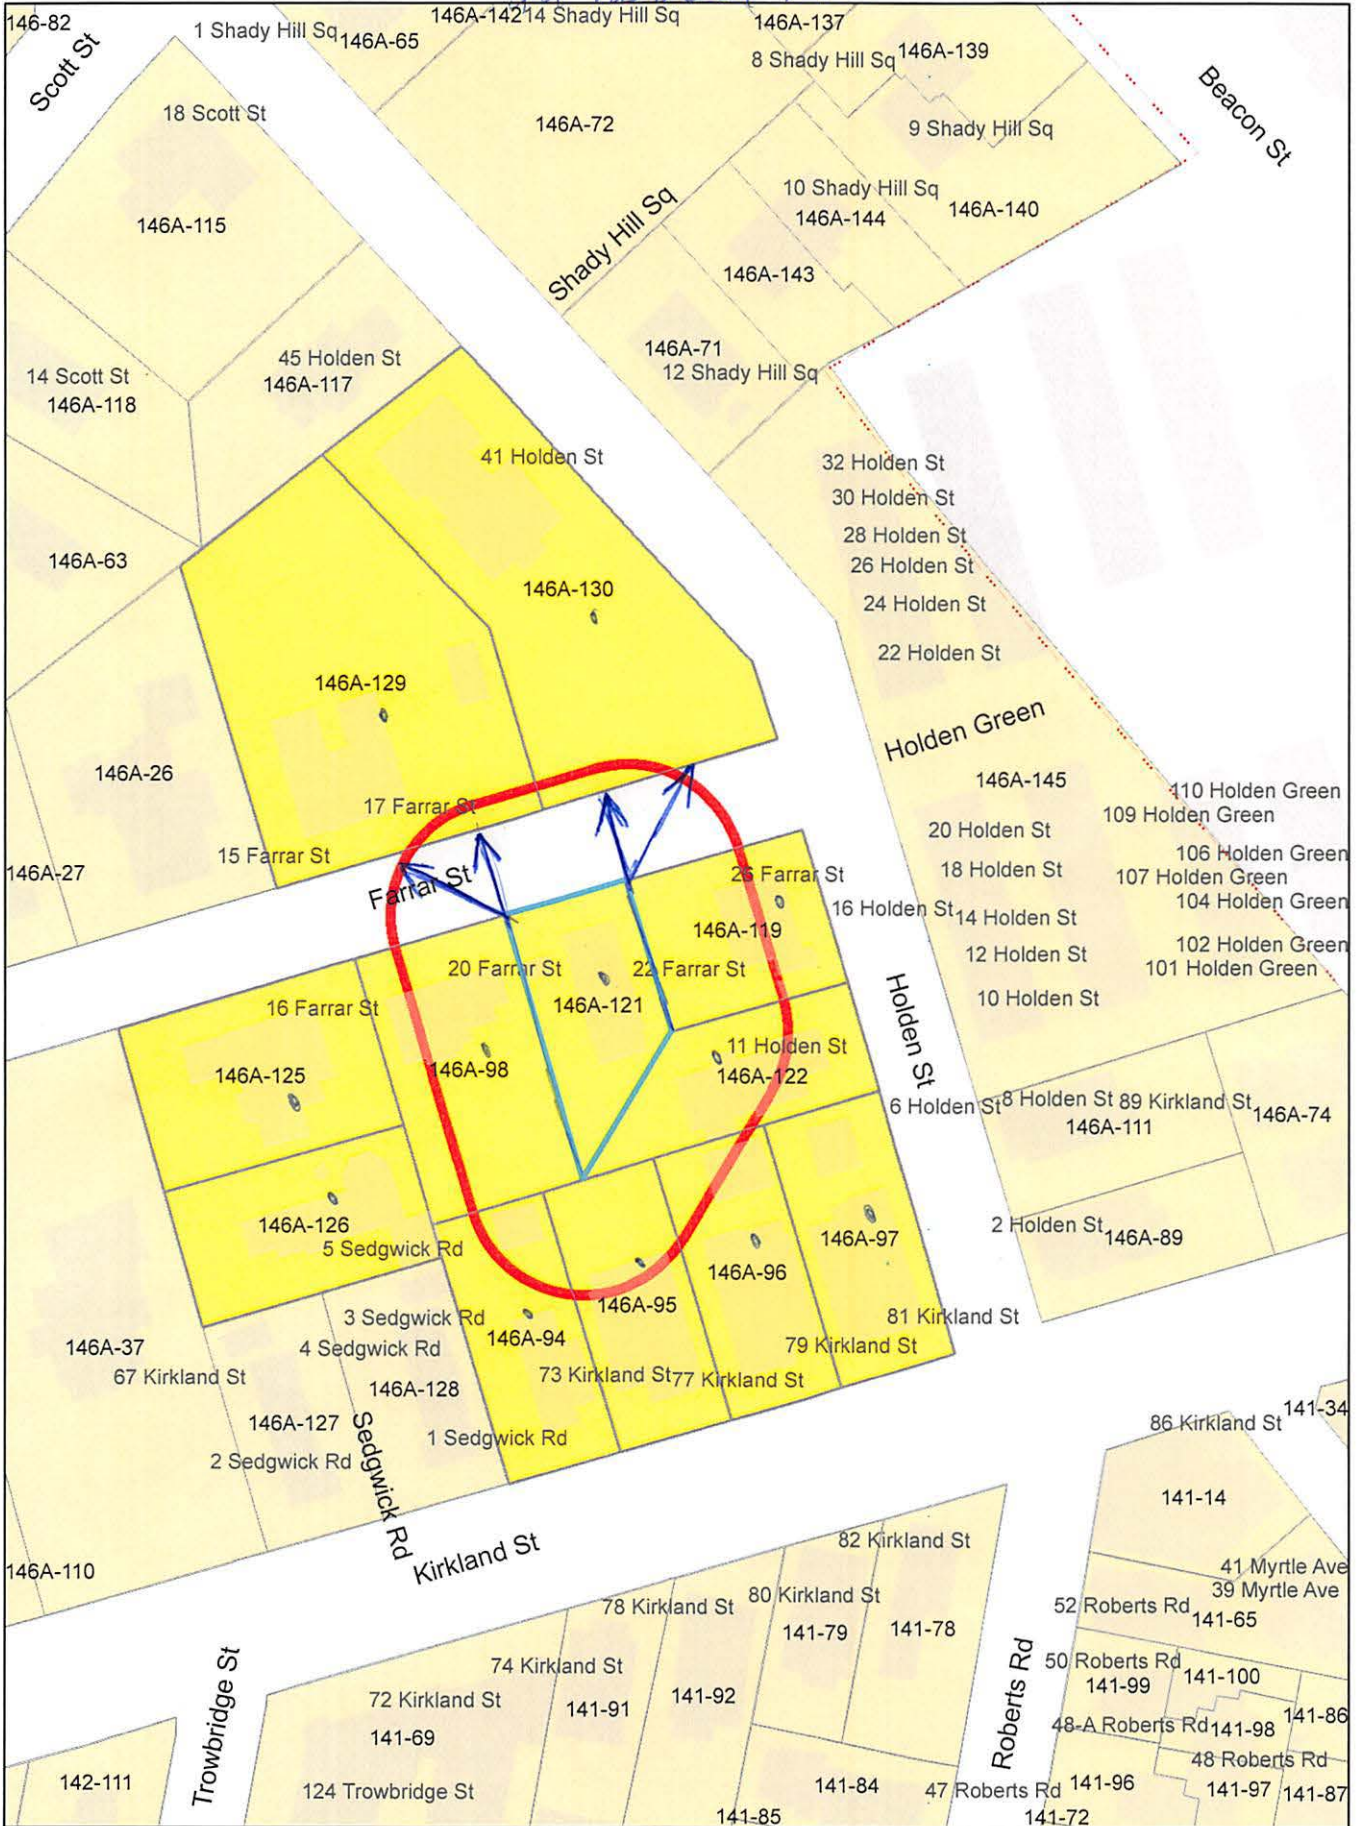 146-82
Scott St
1 Shady Hill Sq
146A-65
146A-142
14 Shady Hill Sq
146A-137
8 Shady Hill Sq
146A-139
Beacon St
18 Scott St
146A-72
9 Shady Hill Sq
10 Shady Hill Sq
146A-144
146A-140
146A-115
Shady Hill Sq
146A-143
146A-71
12 Shady Hill Sq
45 Holden St
146A-117
14 Scott St
146A-118
41 Holden St
32 Holden St
30 Holden St
28 Holden St
26 Holden St
24 Holden St
22 Holden St
146A-63
146A-130
146A-129
Holden Green
146A-26
146A-145
110 Holden Green
109 Holden Green
17 Farrar St
20 Holden St
106 Holden Green
15 Farrar St
18 Holden St
107 Holden Green
146A-27
Farrar St
25 Farrar St
104 Holden Green
16 Holden St
14 Holden St
146A-119
102 Holden Green
12 Holden St
101 Holden Green
20 Farrar St
22 Farrar St
10 Holden St
16 Farrar St
146A-121
Holden St
11 Holden St
146A-122
146A-125
146A-98
6 Holden St
8 Holden St
89 Kirkland St
146A-74
146A-111
146A-126
5 Sedgwick Rd
2 Holden St
146A-89
146A-97
146A-96
146A-95
146A-94
3 Sedgwick Rd
81 Kirkland St
146A-37
4 Sedgwick Rd
79 Kirkland St
67 Kirkland St
73 Kirkland St
77 Kirkland St
146A-128
146A-127
1 Sedgwick Rd
2 Sedgwick Rd
Sedgwick Rd
86 Kirkland St
141-34
141-14
Kirkland St
82 Kirkland St
146A-110
41 Myrtle Ave
39 Myrtle Ave
78 Kirkland St
80 Kirkland St
52 Roberts Rd
141-65
141-79
141-78
74 Kirkland St
50 Roberts Rd
141-100
141-99
72 Kirkland St
141-91
141-92
141-86
141-69
48-A Roberts Rd
141-98
Trowbridge St
Roberts Rd
48 Roberts Rd
142-111
124 Trowbridge St
141-84
47 Roberts Rd
141-96
141-97
141-87
141-85
141-72